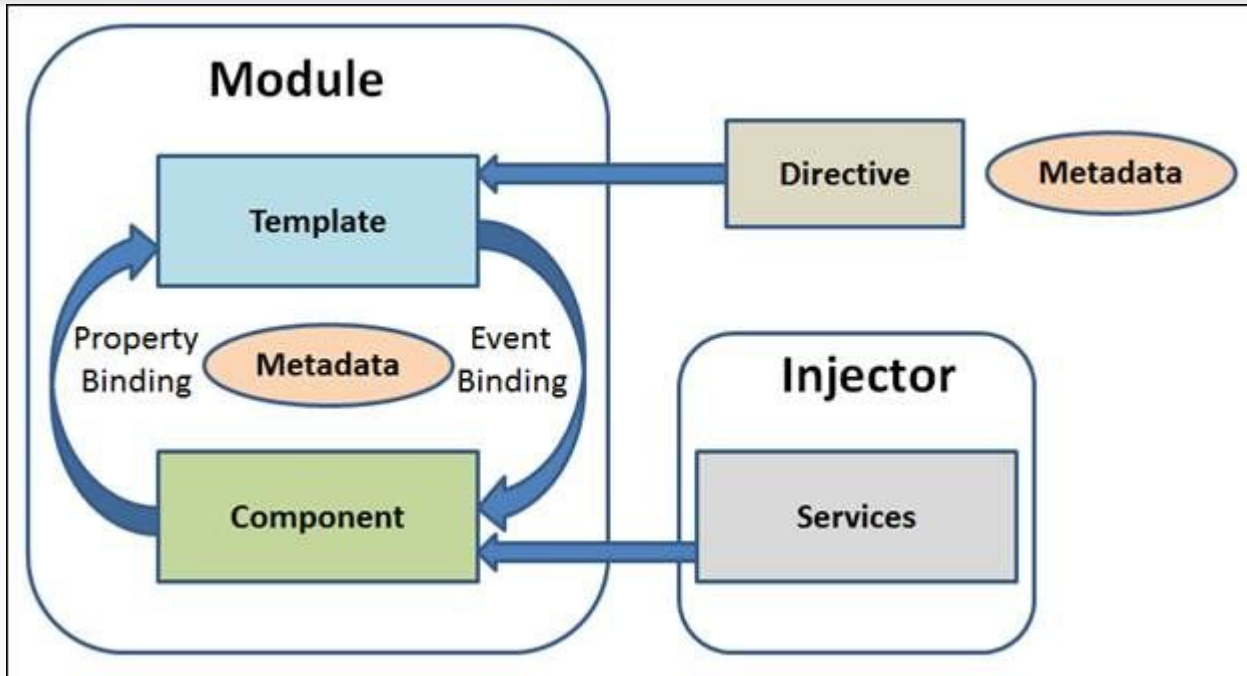 Module
Template
Directive
Metadata
Property
Binding
Metadata
Event
Binding
Component
Injector
Services